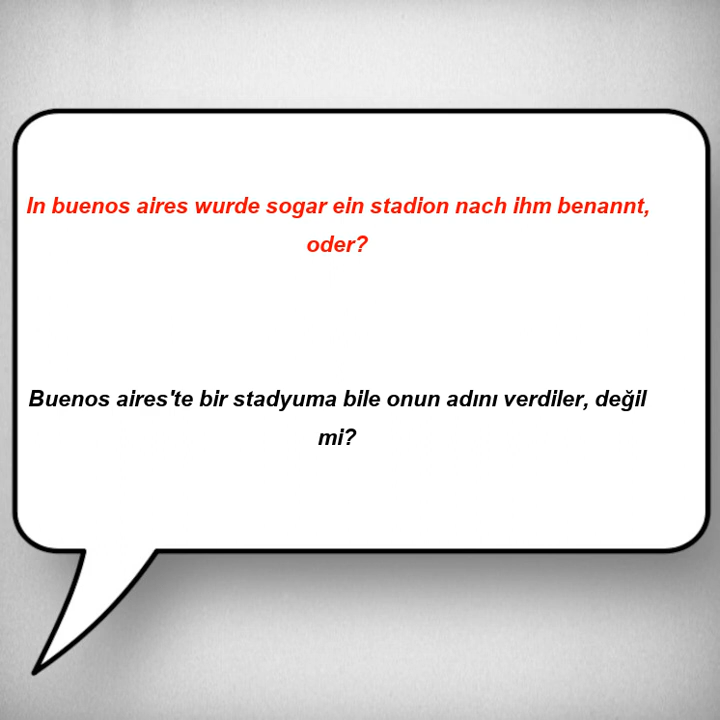 In buenos aires wurde sogar ein stadion nach ihm benannt,
oder?
Buenos aires'te bir stadyuma bile onun adını verdiler, değil
mi?